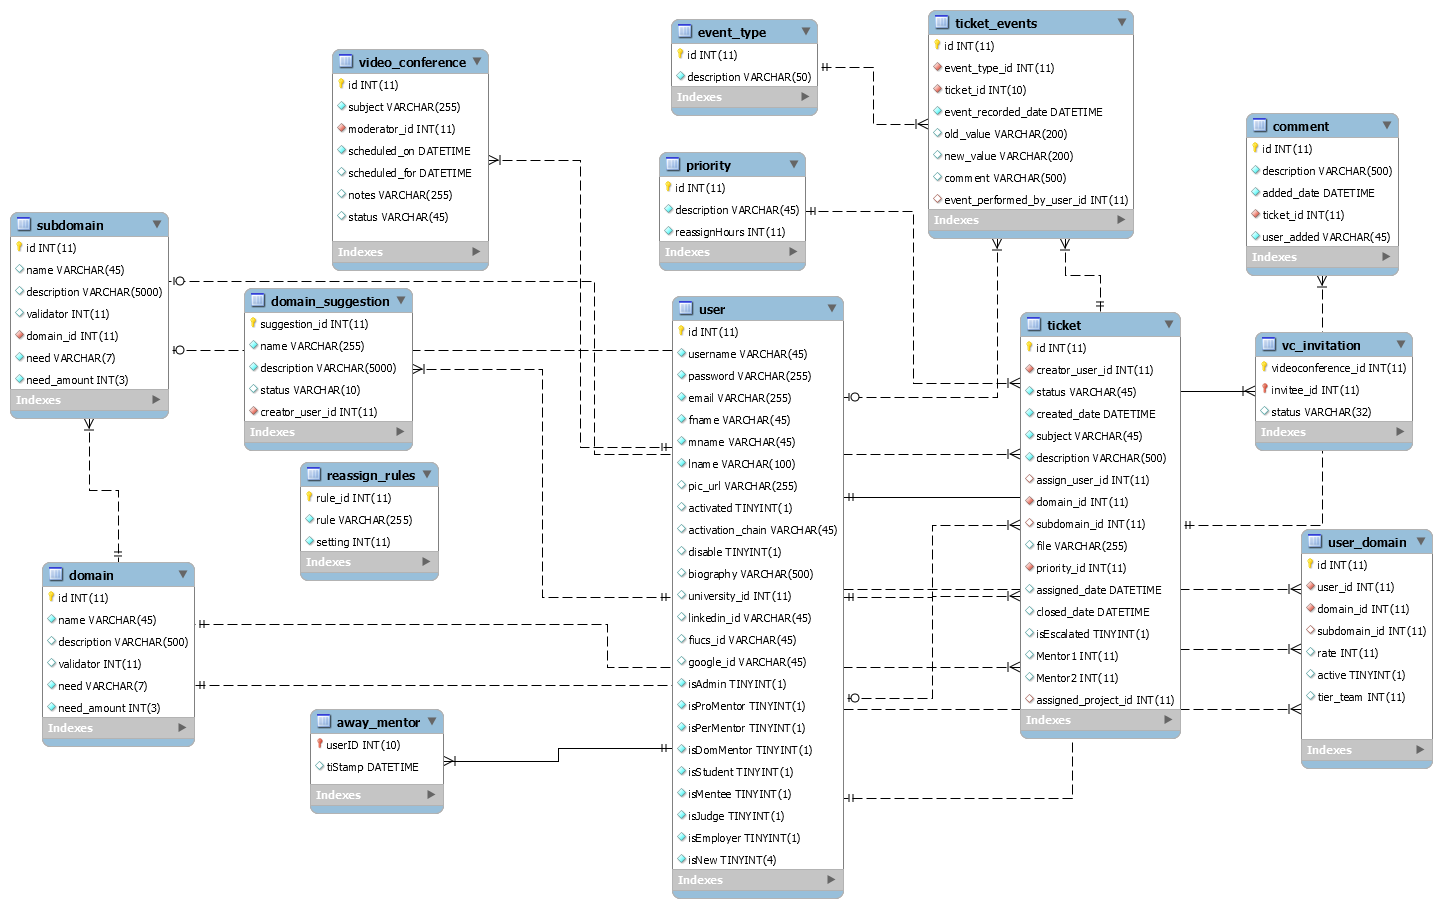 event_type
id INT(11)
description VARCHAR(50)
Indexes
ticket_events
id INT(11)
event_type_id INT(11)
ticket_id INT(10)
event_recorded_date DATETIME
old_value VARCHAR(200)
new_value VARCHAR(200)
comment VARCHAR(500)
event_performed_by_user_id INT(11)
Indexes
video_conference
id INT(11)
subject VARCHAR(255)
moderator_id INT(11)
scheduled_on DATETIME
scheduled_for DATETIME
notes VARCHAR(255)
status VARCHAR(45)
Indexes
comment
id INT(11)
description VARCHAR(500)
added_date DATETIME
ticket_id INT(11)
user_added VARCHAR(45)
Indexes
priority
id INT(11)
description VARCHAR(45)
reassignHours INT(11)
Indexes
subdomain
id INT(11)
name VARCHAR(45)
description VARCHAR(5000)
validator INT(11)
domain_id INT(11)
need VARCHAR(7)
need_amount INT(3)
Indexes
domain_suggestion
suggestion_id INT(11)
name VARCHAR(255)
description VARCHAR(5000)
status VARCHAR(10)
creator_user_id INT(11)
Indexes
user
id INT(11)
username VARCHAR(45)
password VARCHAR(255)
email VARCHAR(255)
fname VARCHAR(45)
mname VARCHAR(45)
lname VARCHAR(100)
pic_url VARCHAR(255)
activated TINYINT(1)
activation_chain VARCHAR(45)
disable TINYINT(1)
biography VARCHAR(500)
university_id INT(11)
linkedin_id VARCHAR(45)
fiucs_id VARCHAR(45)
google_id VARCHAR(45)
isAdmin TINYINT(1)
isProMentor TINYINT(1)
isPerMentor TINYINT(1)
isDomMentor TINYINT(1)
isStudent TINYINT(1)
isMentee TINYINT(1)
isJudge TINYINT(1)
isEmployer TINYINT(1)
isNew TINYINT(4)
Indexes
ticket
id INT(11)
creator_user_id INT(11)
status VARCHAR(45)
created_date DATETIME
subject VARCHAR(45)
description VARCHAR(500)
assign_user_id INT(11)
domain_id INT(11)
subdomain_id INT(11)
file VARCHAR(255)
priority_id INT(11)
assigned_date DATETIME
closed_date DATETIME
isEscalated TINYINT(1)
Mentor1 INT(11)
Mentor2 INT(11)
assigned_project_id INT(11)
Indexes
vc_invitation
videoconference_id INT(11)
invitee_id INT(11)
status VARCHAR(32)
Indexes
reassign_rules
rule_id INT(11)
rule VARCHAR(255)
setting INT(11)
Indexes
user_domain
id INT(11)
user_id INT(11)
domain_id INT(11)
subdomain_id INT(11)
rate INT(11)
active TINYINT(1)
tier_team INT(11)
Indexes
domain
id INT(11)
name VARCHAR(45)
description VARCHAR(500)
validator INT(11)
need VARCHAR(7)
need_amount INT(3)
Indexes
away_mentor
userID INT(10)
tiStamp DATETIME
Indexes